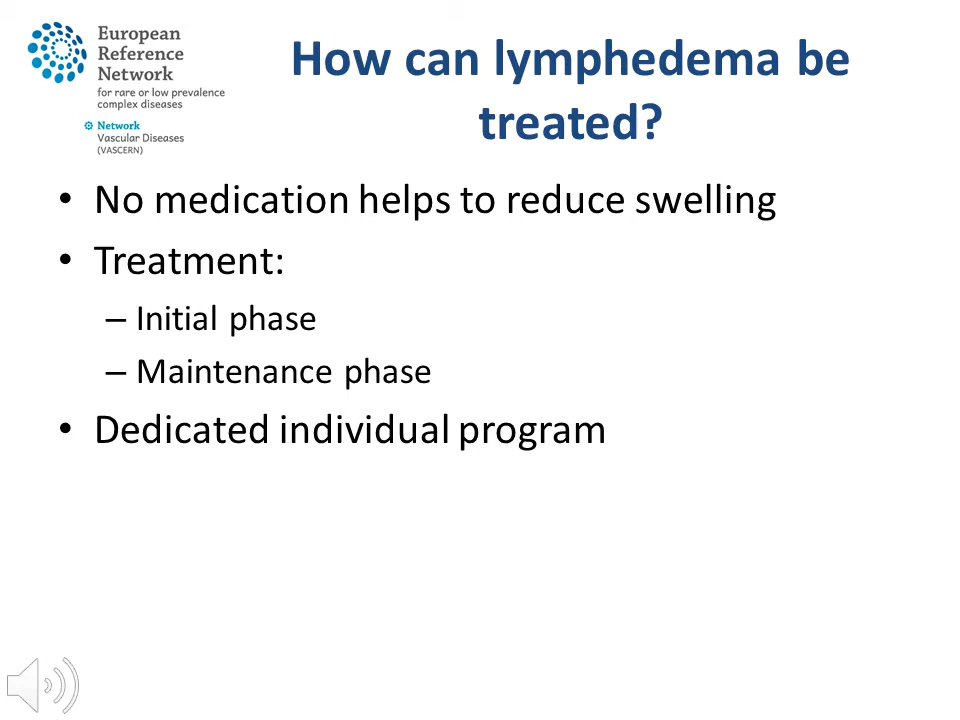 European
Reference
Network
for rare or low prevalence
complex diseases
Network
Vascular Diseases
(VASCERN)
How can lymphedema be
treated?
• No medication helps to reduce swelling
• Treatment:
– Initial phase
– Maintenance phase
• Dedicated individual program